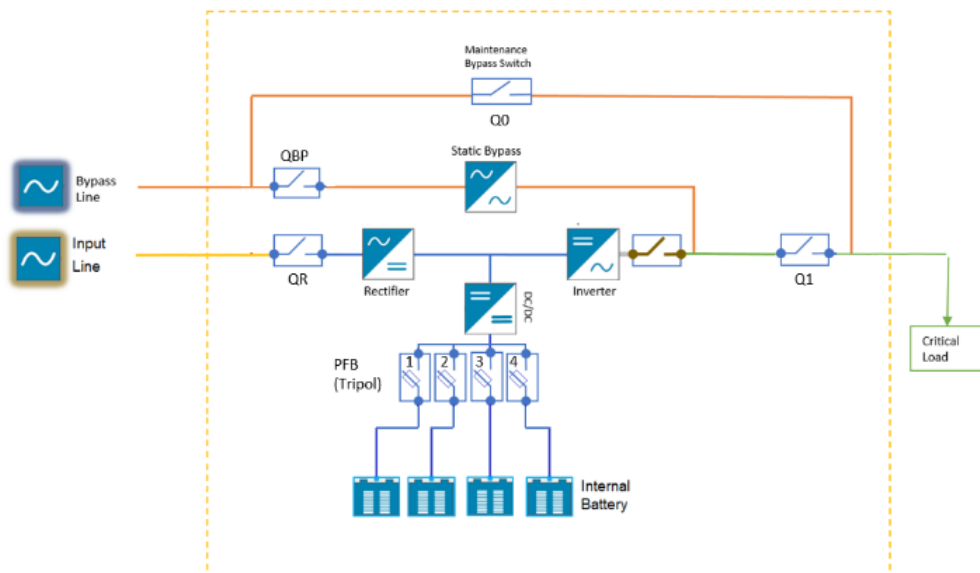 Maintenance
Bypass Switch
Q0
QBP
Static Bypass
Bypass
Line
Input
Line
QR
Rectifier
Inverter
Q1
DC/DC
Critical
Load
PFB
(Tripol)
1
2
3
4
Internal
Battery